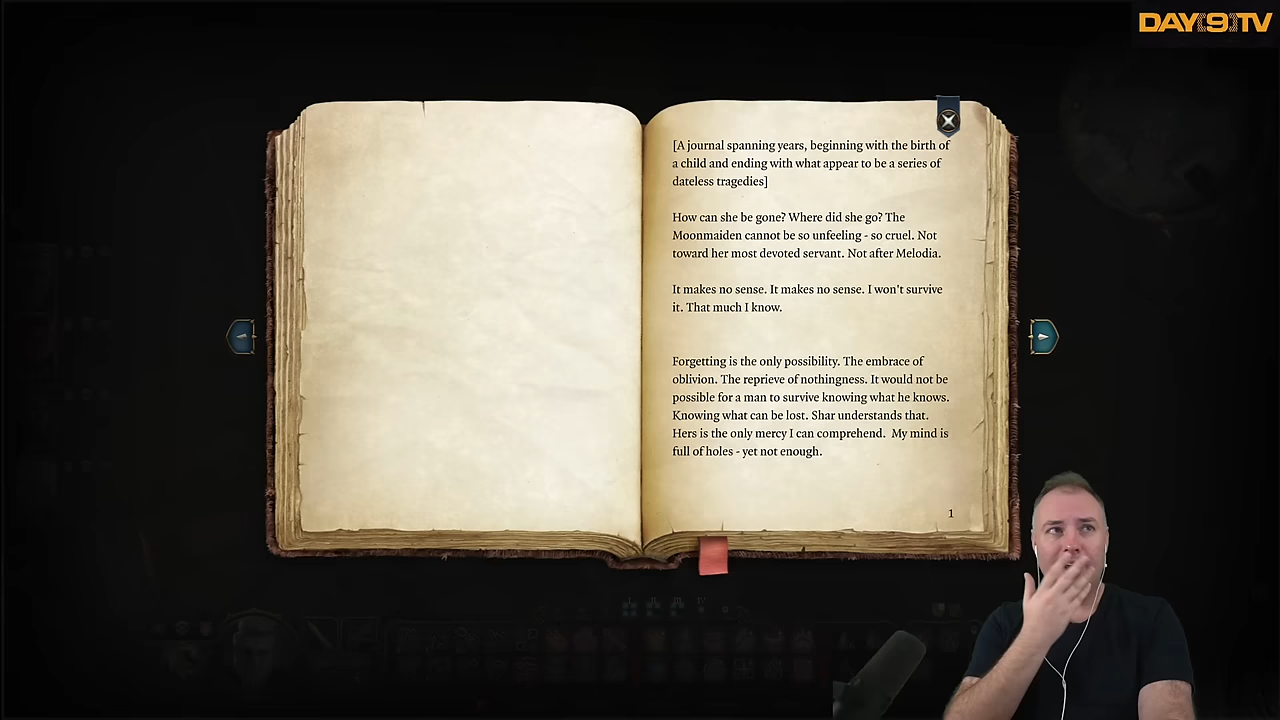 DAY[9]TV
[A journal spanning years, beginning with the birth of
a child and ending with what appear to be a series of
dateless tragedies]
How can she be gone? Where did she go? The
Moonmaiden cannot be so unfeeling - so cruel. Not
toward her most devoted servant. Not after Melodia.
It makes no sense. It makes no sense. I won't survive
it. That much I know.
Forgetting is the only possibility. The embrace of
oblivion. The reprieve of nothingness. It would not be
possible for a man to survive knowing what he knows.
Knowing what can be lost. Shar understands that.
Hers is the only mercy I can comprehend.  My mind is
full of holes - yet not enough.
1